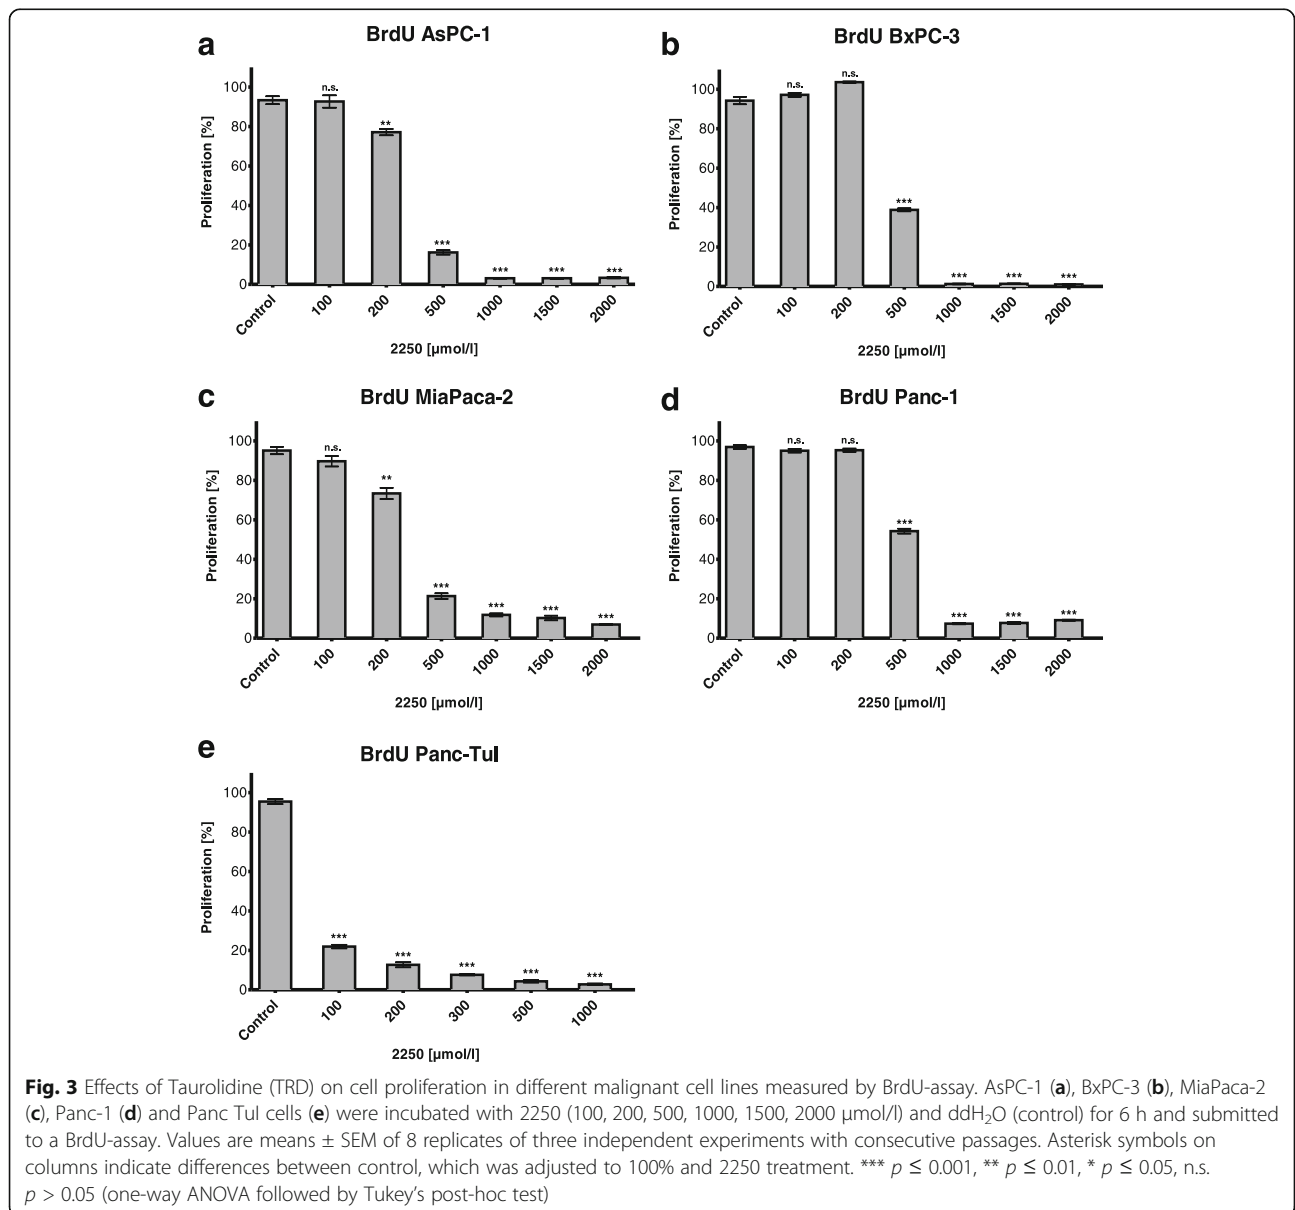 a
BrdU AsPC-1
n.s.
**
***
***
***
***
100
80
60
40
20
0
Proliferation [%]
Control
100
200
500
1000
1500
2000
2250 [µmol/l]
b
BrdU BxPC-3
n.s.
n.s.
***
***
***
***
100
80
60
40
20
0
Proliferation [%]
Control
100
200
500
1000
1500
2000
2250 [µmol/l]
c
BrdU MiaPaca-2
n.s.
**
***
***
***
***
100
80
60
40
20
0
Proliferation [%]
Control
100
200
500
1000
1500
2000
2250 [µmol/l]
d
BrdU Panc-1
n.s.
n.s.
***
***
***
***
100
80
60
40
20
0
Proliferation [%]
Control
100
200
500
1000
1500
2000
2250 [µmol/l]
e
BrdU Panc-TuI
***
***
***
***
***
100
80
60
40
20
0
Proliferation [%]
Control
100
200
300
500
1000
2250 [µmol/l]
Fig. 3 Effects of Taurolidine (TRD) on cell proliferation in different malignant cell lines measured by BrdU-assay. AsPC-1 (a), BxPC-3 (b), MiaPaca-2
(c), Panc-1 (d) and Panc TuI cells (e) were incubated with 2250 (100, 200, 500, 1000, 1500, 2000 µmol/l) and ddH₂O (control) for 6 h and submitted
to a BrdU-assay. Values are means ± SEM of 8 replicates of three independent experiments with consecutive passages. Asterisk symbols on
columns indicate differences between control, which was adjusted to 100% and 2250 treatment. *** p ≤ 0.001, ** p ≤ 0.01, * p ≤ 0.05, n.s.
p > 0.05 (one-way ANOVA followed by Tukey's post-hoc test)